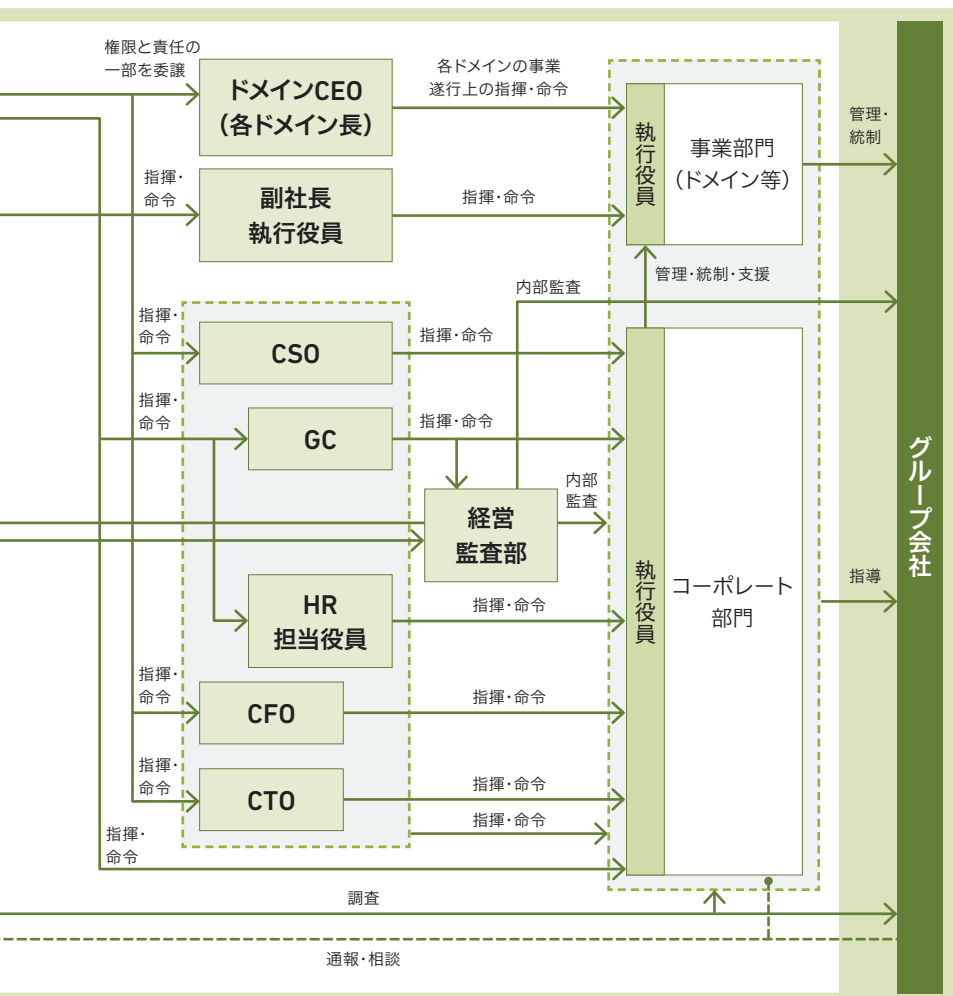 権限と責任の
一部を委譲
ドメインCEO
（各ドメイン長）
各ドメインの事業
遂行上の指揮・命令
執行役員
事業部門
（ドメイン等）
管理・
統制
指揮・
命令
副社長
執行役員
指揮・命令
管理・統制・支援
内部監査
指揮・
命令
CSO
指揮・命令
指揮・
命令
GC
指揮・命令
経営
監査部
内部
監査
HR
担当役員
指揮・命令
執行役員
コーポレート
部門
指導
グループ会社
指揮・
命令
CFO
指揮・命令
指揮・
命令
CTO
指揮・命令
指揮・命令
指揮・
命令
調査
通報・相談